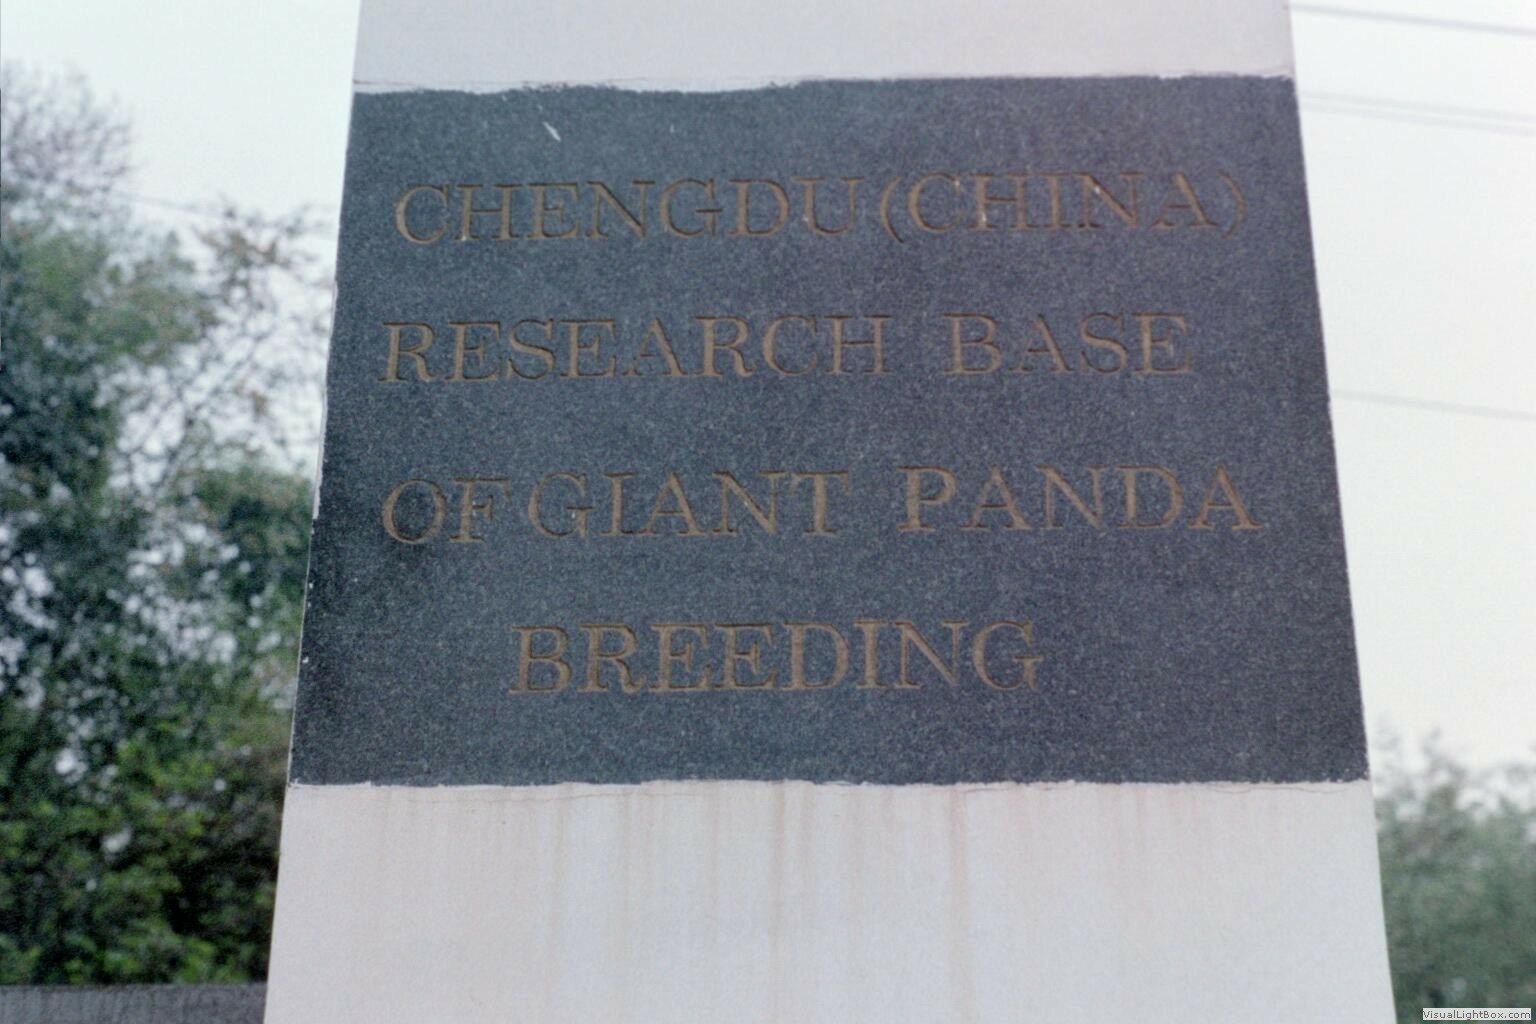 CHENGDU (CHINA)
RESEARCH BASE
OF GIANT PANDA
BREEDING
VisualLightBox.com